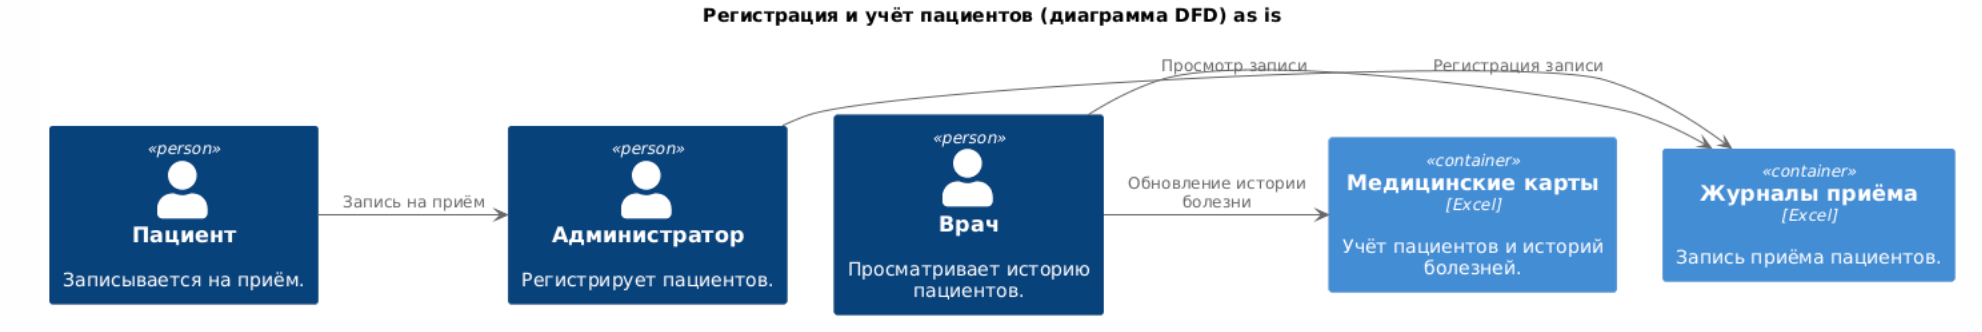 Регистрация и учёт пациентов (диаграмма DFD) as is
Просмотр записи
Регистрация записи
«person»
Пациент
Записывается на приём.
Запись на приём
«person»
Администратор
Регистрирует пациентов.
«person»
Врач
Просматривает историю
пациентов.
Обновление истории
болезни
«container»
Медицинские карты
[Excel]
Учёт пациентов и историй
болезней.
«container»
Журналы приёма
[Excel]
Запись приёма пациентов.